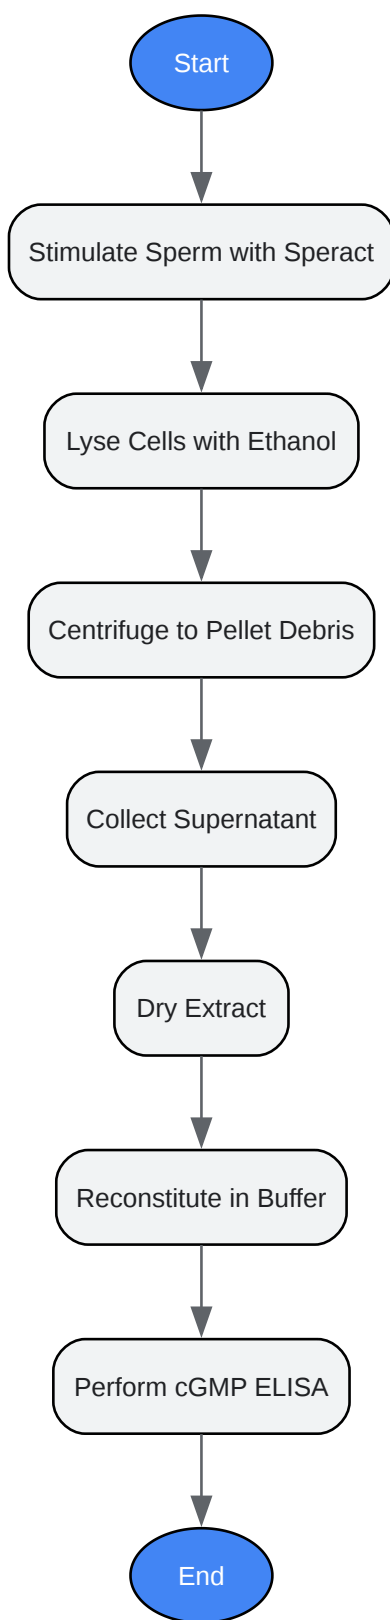 Start
Stimulate Sperm with Speract
Lyse Cells with Ethanol
Centrifuge to Pellet Debris
Collect Supernatant
Dry Extract
Reconstitute in Buffer
Perform cGMP ELISA
End